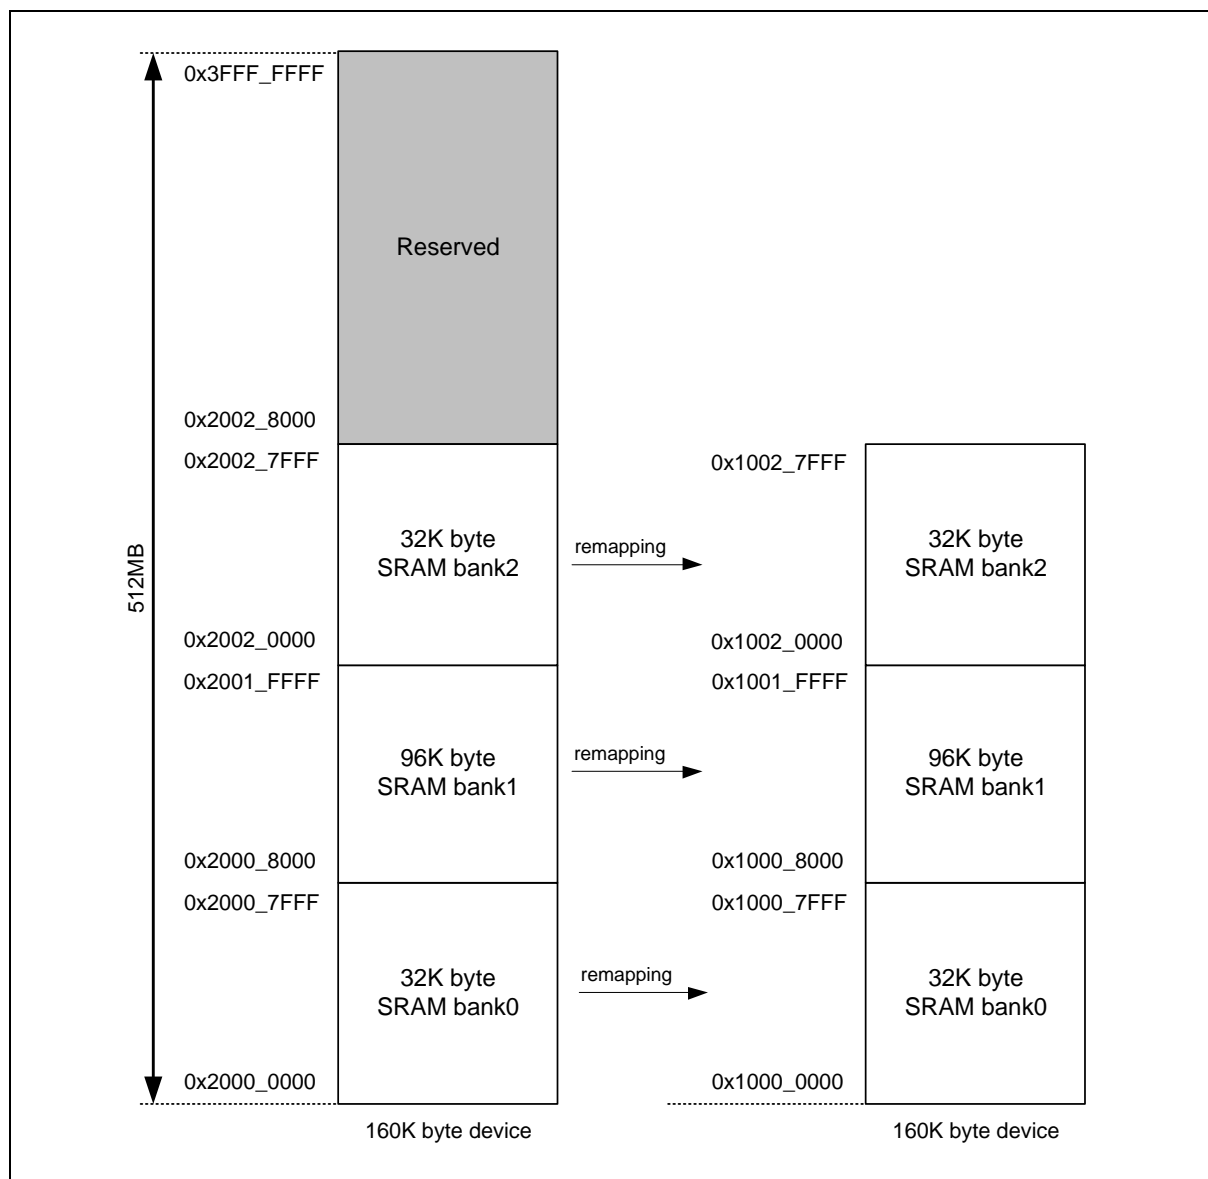 0x3FFF_FFFF
Reserved
0x2002_8000
0x2002_7FFF
0x1002_7FFF
32K byte
SRAM bank2
remapping
32K byte
SRAM bank2
512MB
0x2002_0000
0x1002_0000
0x2001_FFFF
0x1001_FFFF
96K byte
SRAM bank1
remapping
96K byte
SRAM bank1
0x2000_8000
0x1000_8000
0x2000_7FFF
0x1000_7FFF
32K byte
SRAM bank0
remapping
32K byte
SRAM bank0
0x2000_0000
0x1000_0000
160K byte device
160K byte device